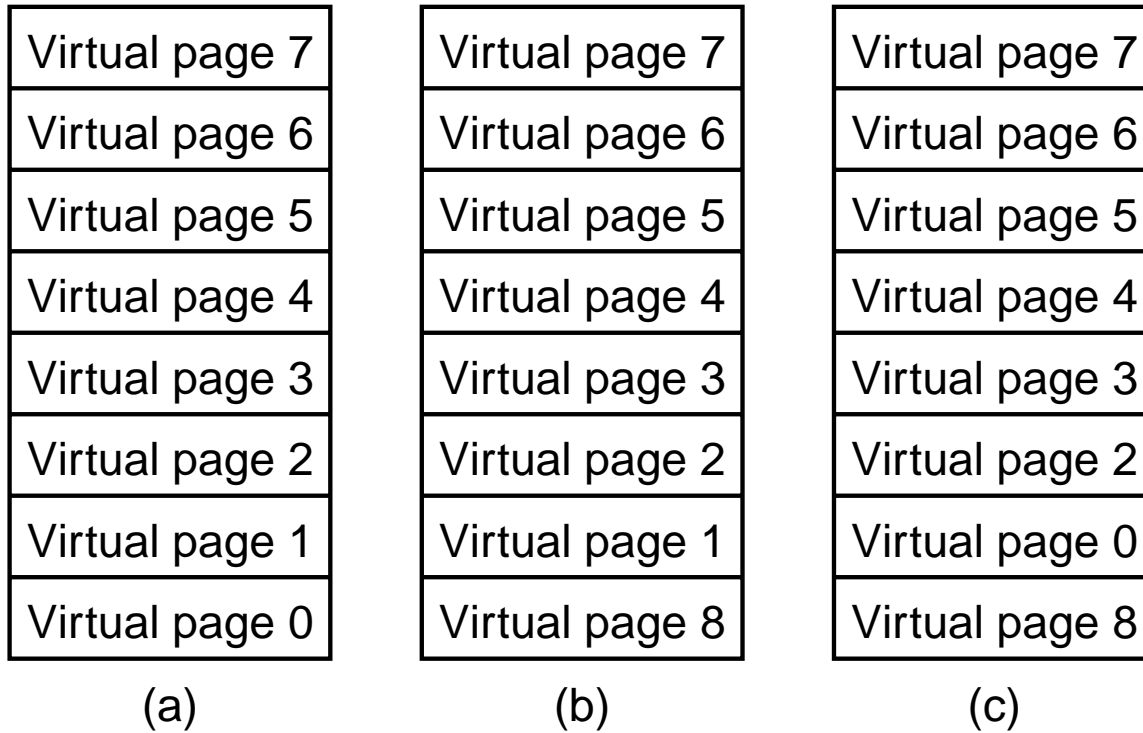 Virtual page 7
Virtual page 6
Virtual page 5
Virtual page 4
Virtual page 3
Virtual page 2
Virtual page 1
Virtual page 0
(a)
Virtual page 7
Virtual page 6
Virtual page 5
Virtual page 4
Virtual page 3
Virtual page 2
Virtual page 1
Virtual page 8
(b)
Virtual page 7
Virtual page 6
Virtual page 5
Virtual page 4
Virtual page 3
Virtual page 2
Virtual page 0
Virtual page 8
(c)